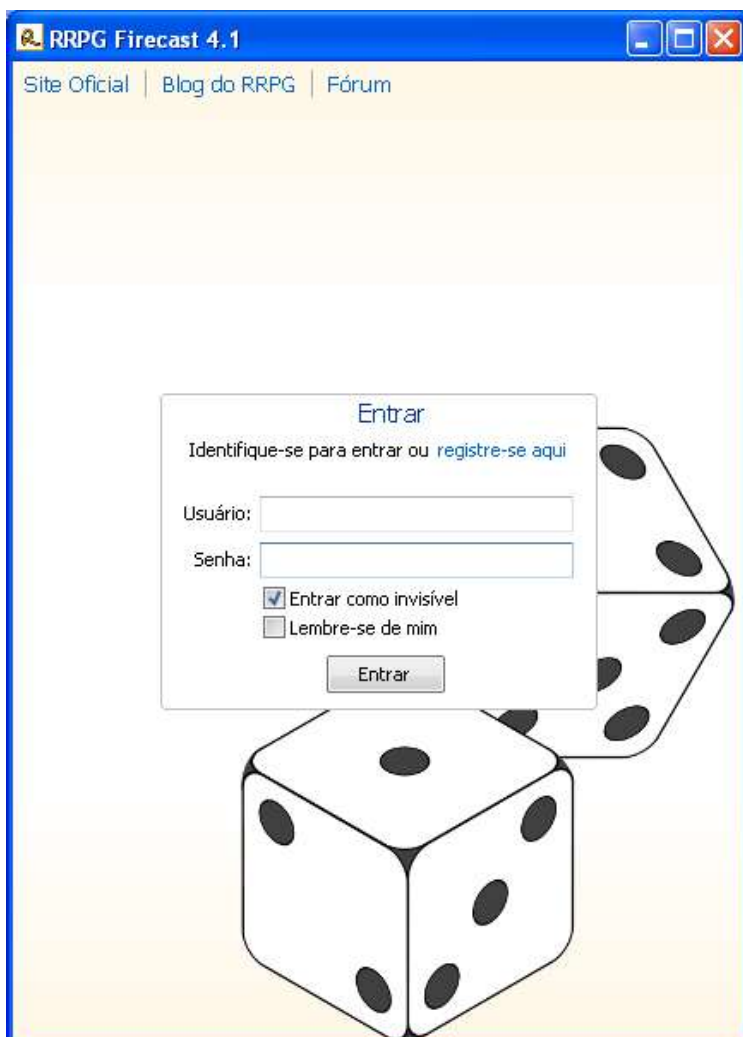 RRPG Firecast 4.1
Site Oficial | Blog do RRPG | Fórum
Entrar
Identifique-se para entrar ou registre-se aqui
Usuário:
Senha:
Entrar como invisível
Lembre-se de mim
Entrar